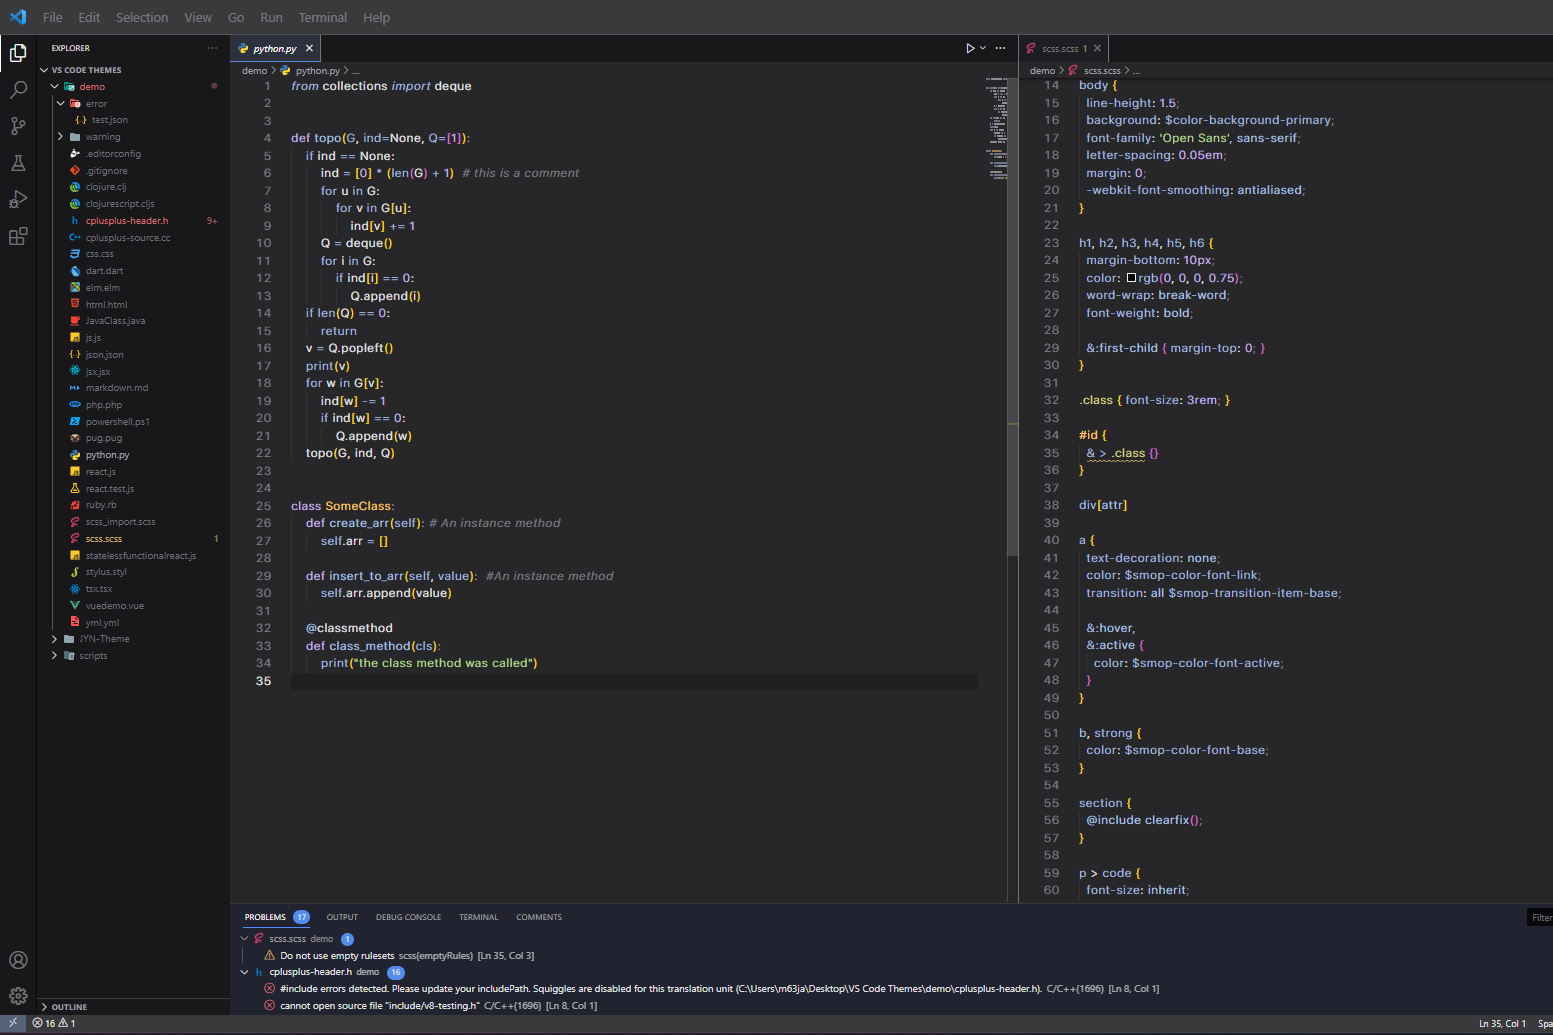 File Edit Selection View Go Run Terminal Help
EXPLORER ...
VS CODE THEMES
demo
error
{} test.json
warning
.editorconfig
.gitignore
clojure.clj
clojurescript.cljs
h cplusplus-header.h 9+
C++ cplusplus-source.cc
css.css
dart.dart
elm.elm
html.html
JavaClass.java
js.js
{} json.json
jsx.jsx
markdown.md
php.php
powershell.ps1
pug.pug
python.py
react.js
react.test.js
ruby.rb
scss_import.scss
scss.scss 1
statelessfunctionalreact.js
stylus.styl
tsx.tsx
vuedemo.vue
yml.yml
JYN-Theme
scripts
OUTLINE
python.py
demo > python.py > ...
1 from collections import deque
2
3
4 def topo(G, ind=None, Q=[1]):
5 if ind == None:
6 ind = [0] * (len(G) + 1) # this is a comment
7 for u in G:
8 for v in G[u]:
9 ind[v] += 1
10 Q = deque()
11 for i in G:
12 if ind[i] == 0:
13 Q.append(i)
14 if len(Q) == 0:
15 return
16 v = Q.popleft()
17 print(v)
18 for w in G[v]:
19 ind[w] -= 1
20 if ind[w] == 0:
21 Q.append(w)
22 topo(G, ind, Q)
23
24
25 class SomeClass:
26 def create_arr(self): # An instance method
27 self.arr = []
28
29 def insert_to_arr(self, value): #An instance method
30 self.arr.append(value)
31
32 @classmethod
33 def class_method(cls):
34 print("the class method was called")
35
scss.scss 1
demo > scss.scss > ...
14 body {
15 line-height: 1.5;
16 background: $color-background-primary;
17 font-family: 'Open Sans', sans-serif;
18 letter-spacing: 0.05em;
19 margin: 0;
20 -webkit-font-smoothing: antialiased;
21 }
22
23 h1, h2, h3, h4, h5, h6 {
24 margin-bottom: 10px;
25 color: rgb(0, 0, 0, 0.75);
26 word-wrap: break-word;
27 font-weight: bold;
28
29 &:first-child { margin-top: 0; }
30 }
31
32 .class { font-size: 3rem; }
33
34 #id {
35 & > .class {}
36 }
37
38 div[attr]
39
40 a {
41 text-decoration: none;
42 color: $smop-color-font-link;
43 transition: all $smop-transition-item-base;
44
45 &:hover,
46 &:active {
47 color: $smop-color-font-active;
48 }
49 }
50
51 b, strong {
52 color: $smop-color-font-base;
53 }
54
55 section {
56 @include clearfix();
57 }
58
59 p > code {
60 font-size: inherit;
PROBLEMS 17 OUTPUT DEBUG CONSOLE TERMINAL COMMENTS Filter
scss.scss demo 1
Do not use empty rulesets scss(emptyRules) [Ln 35, Col 3]
h cplusplus-header.h demo 16
#include errors detected. Please update your includePath. Squiggles are disabled for this translation unit (C:\Users\m63ja\Desktop\VS Code Themes\demo\cplusplus-header.h). C/C++(1696) [Ln 8, Col 1]
cannot open source file "include/v8-testing.h" C/C++(1696) [Ln 8, Col 1]
16 1 Ln 35, Col 1 Spa